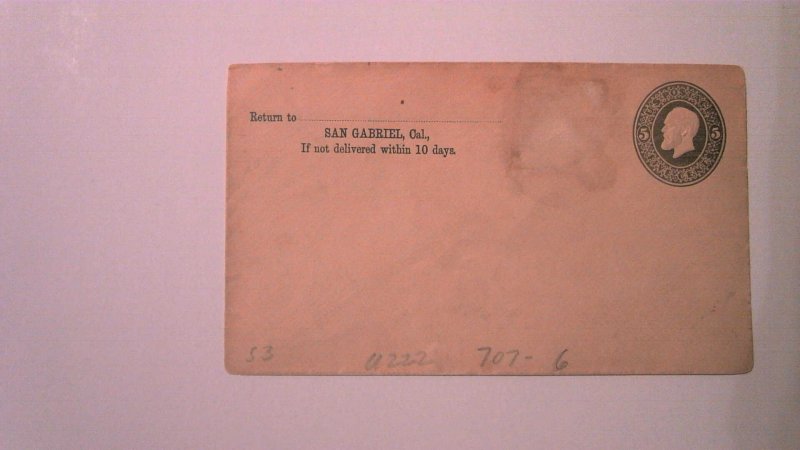 Return to
SAN GABRIEL, Cal.,
If not delivered within 10 days.
5 5
53 U222 707- 6